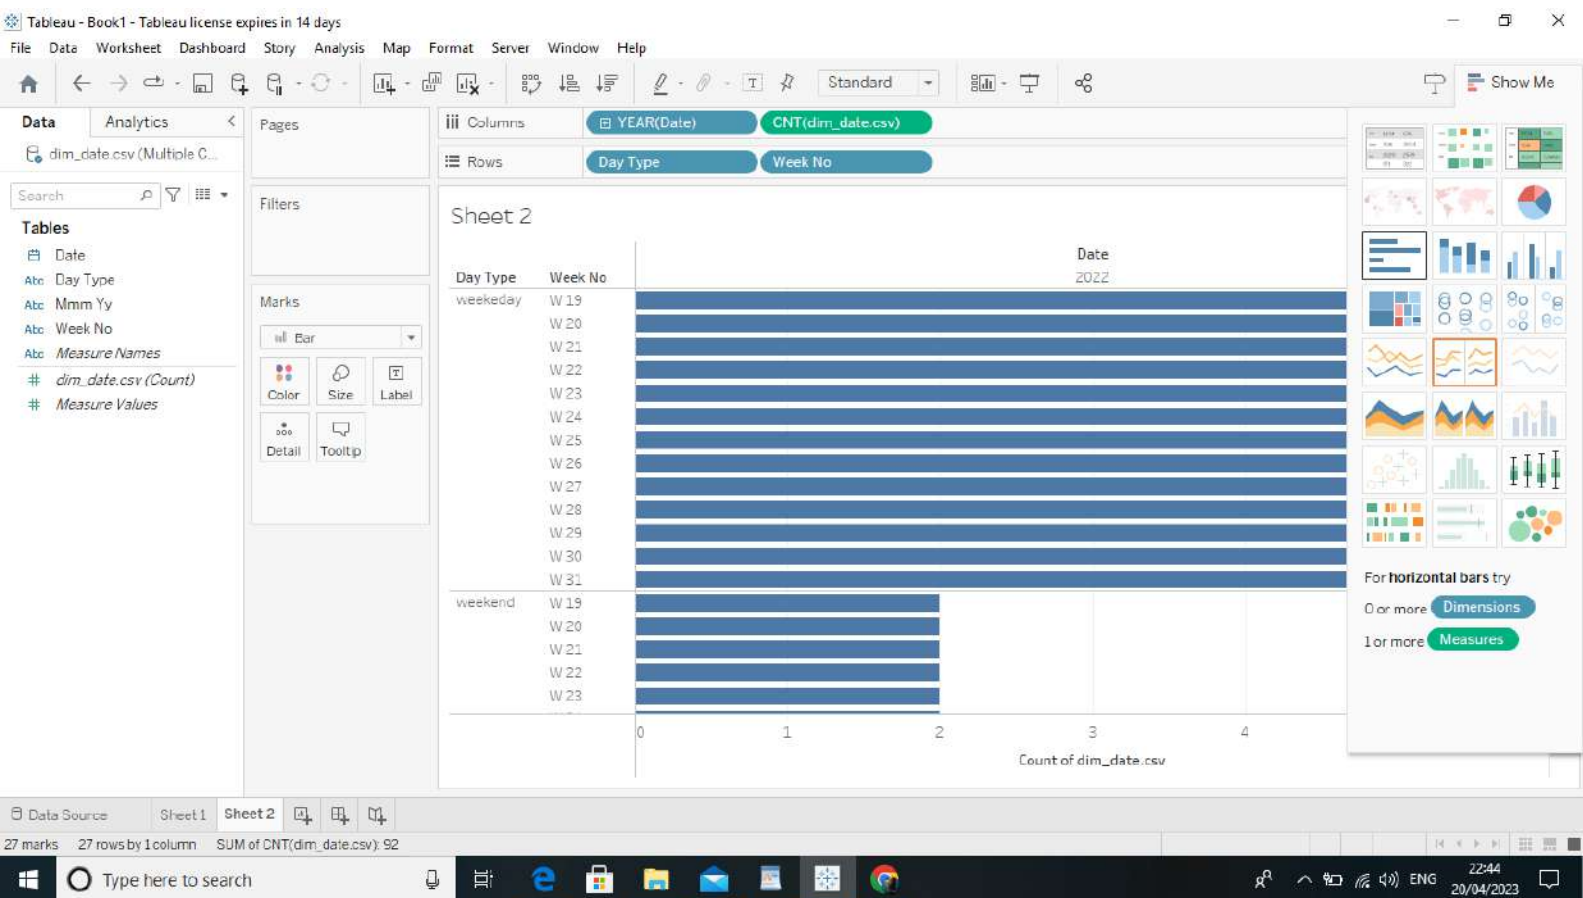 Tableau - Book1 - Tableau license expires in 14 days
File Data Worksheet Dashboard Story Analysis Map Format Server Window Help
Standard
Show Me
Data Analytics
dim_date.csv (Multiple C...
Search
Tables
Date
Abc Day Type
Abc Mmm Yy
Abc Week No
Abc Measure Names
# dim_date.csv (Count)
# Measure Values
Pages
Filters
Marks
Bar
Color Size Label
Detail Tooltip
Columns YEAR(Date) CNT(dim_date.csv)
Rows Day Type Week No
Sheet 2
Date
Day Type Week No 2022
weekeday W 19
W 20
W 21
W 22
W 23
W 24
W 25
W 26
W 27
W 28
W 29
W 30
W 31
weekend W 19
W 20
W 21
W 22
W 23
0 1 2 3 4
Count of dim_date.csv
For horizontal bars try
0 or more Dimensions
1 or more Measures
Data Source Sheet 1 Sheet 2
27 marks 27 rows by 1 column SUM of CNT(dim_date.csv): 92
Type here to search
ENG 22:44
20/04/2023